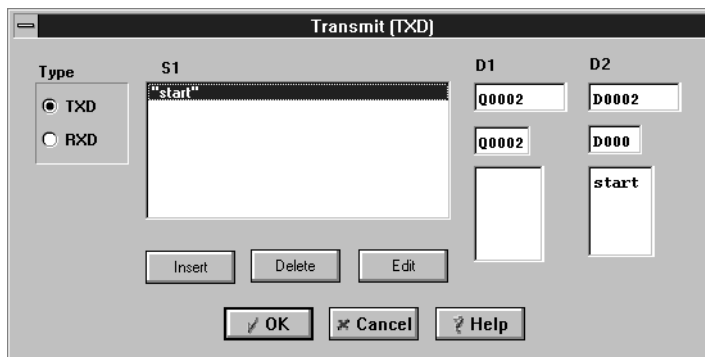 Transmit (TXD)
Type
S1
D1
D2
TXD
RXD
"start"
Q0002
D0002
Q0002
D000
start
Insert
Delete
Edit
OK
Cancel
Help